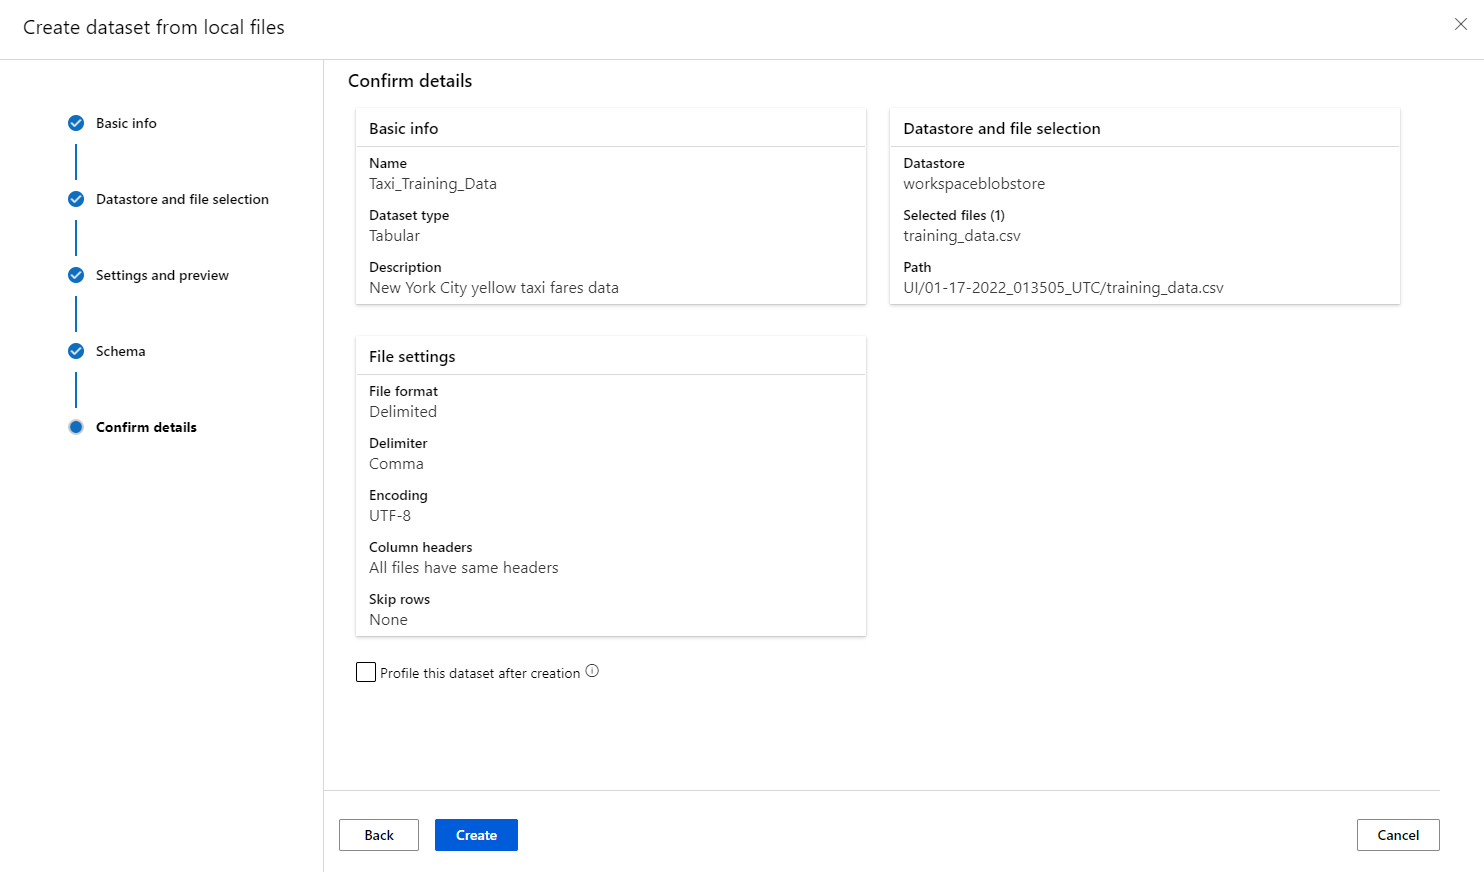 Create dataset from local files
Basic info
Datastore and file selection
Settings and preview
Schema
Confirm details
Confirm details
Basic info
Name
Taxi_Training_Data
Dataset type
Tabular
Description
New York City yellow taxi fares data
Datastore and file selection
Datastore
workspaceblobstore
Selected files (1)
training_data.csv
Path
UI/01-17-2022_013505_UTC/training_data.csv
File settings
File format
Delimited
Delimiter
Comma
Encoding
UTF-8
Column headers
All files have same headers
Skip rows
None
Profile this dataset after creation
Back
Create
Cancel